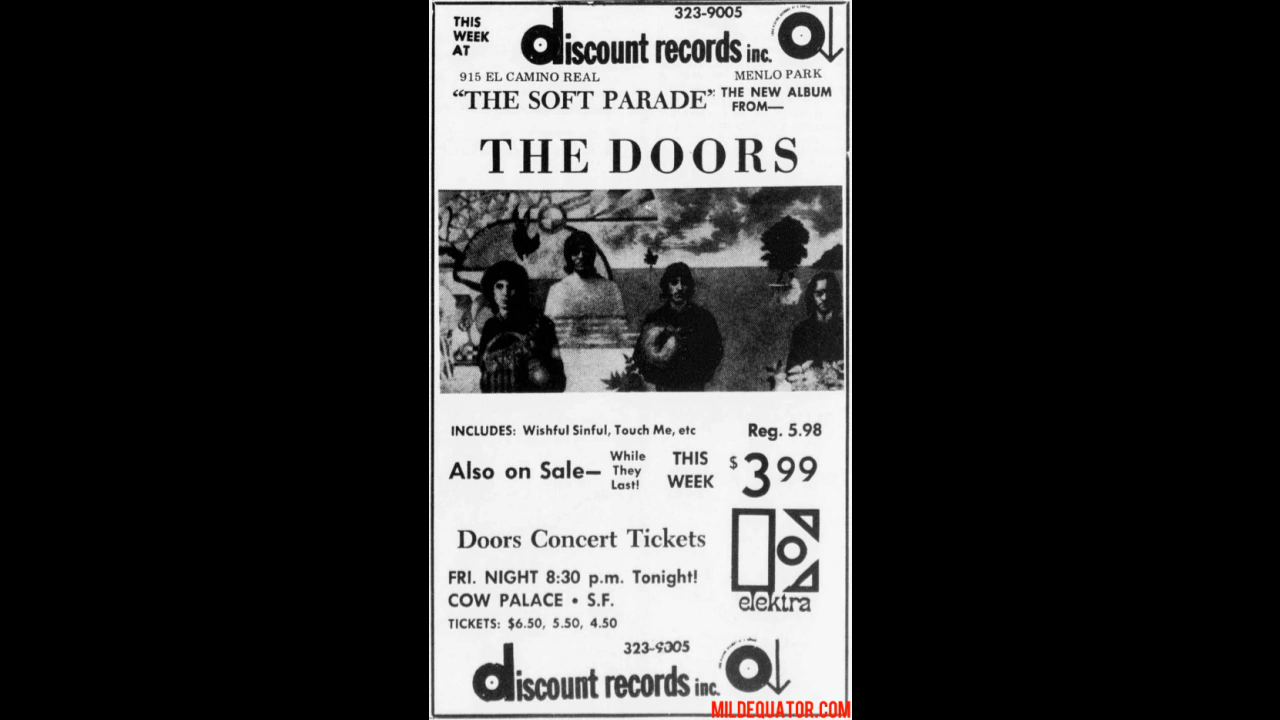 THIS
WEEK
AT
323-9005
discount records inc.
915 EL CAMINO REAL
MENLO PARK
"THE SOFT PARADE": THE NEW ALBUM
FROM—
THE DOORS
INCLUDES: Wishful Sinful, Touch Me, etc
Reg. 5.98
Also on Sale—
While
They
Last!
THIS
WEEK
$3 99
Doors Concert Tickets
FRI. NIGHT 8:30 p.m. Tonight!
COW PALACE • S.F.
TICKETS: $6.50, 5.50, 4.50
elektra
323-9005
discount records inc.
MILDEQUATOR.COM